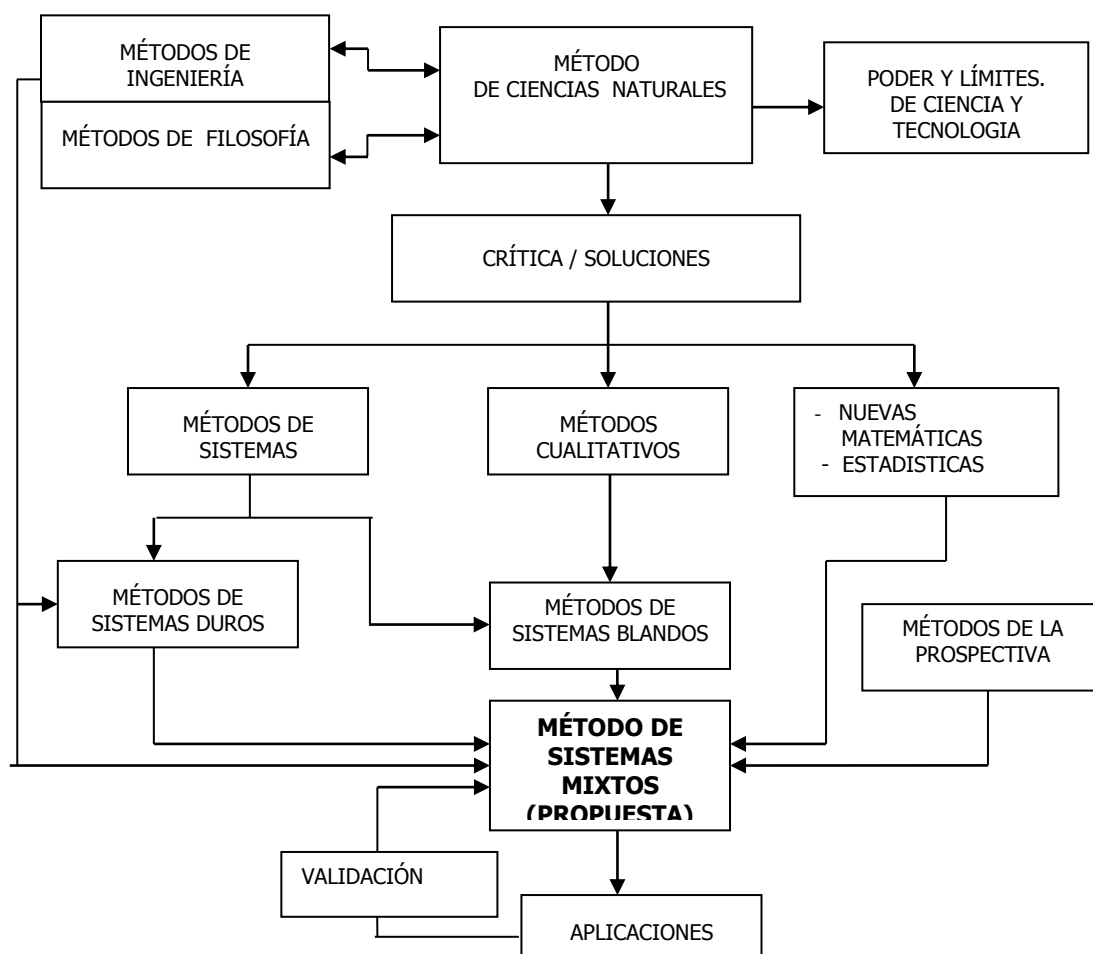 MÉTODOS DE
INGENIERÍA
MÉTODOS DE FILOSOFÍA
MÉTODO
DE CIENCIAS NATURALES
PODER Y LÍMITES.
DE CIENCIA Y
TECNOLOGIA
CRÍTICA / SOLUCIONES
MÉTODOS DE
SISTEMAS
MÉTODOS
CUALITATIVOS
- NUEVAS
MATEMÁTICAS
- ESTADISTICAS
MÉTODOS DE
SISTEMAS DUROS
MÉTODOS DE
SISTEMAS BLANDOS
MÉTODOS DE LA
PROSPECTIVA
MÉTODO DE
SISTEMAS
MIXTOS
(PROPUESTA)
VALIDACIÓN
APLICACIONES